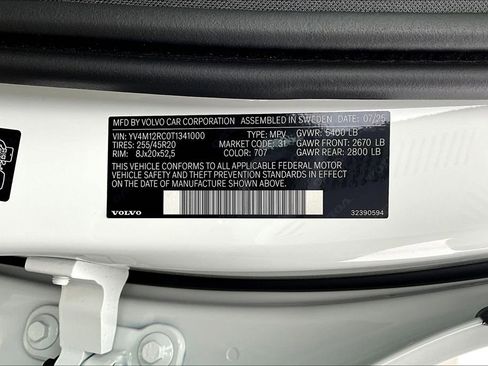 MFD BY VOLVO CAR CORPORATION ASSEMBLED IN SWEDEN DATE: 07/25
VIN: YV4M12RC0T1341000 TYPE: MPV GVWR: 5400 LB
TIRES: 255/45R20 MARKET CODE: 31 GAWR FRONT: 2670 LB
RIM: 8Jx20x52,5 COLOR: 707 GAWR REAR: 2800 LB
THIS VEHICLE CONFORMS TO ALL APPLICABLE FEDERAL MOTOR
VEHICLE SAFETY AND THEFT PREVENTION STANDARDS IN EFFECT ON
THE DATE OF MANUFACTURE SHOWN ABOVE
VOLVO 32390594